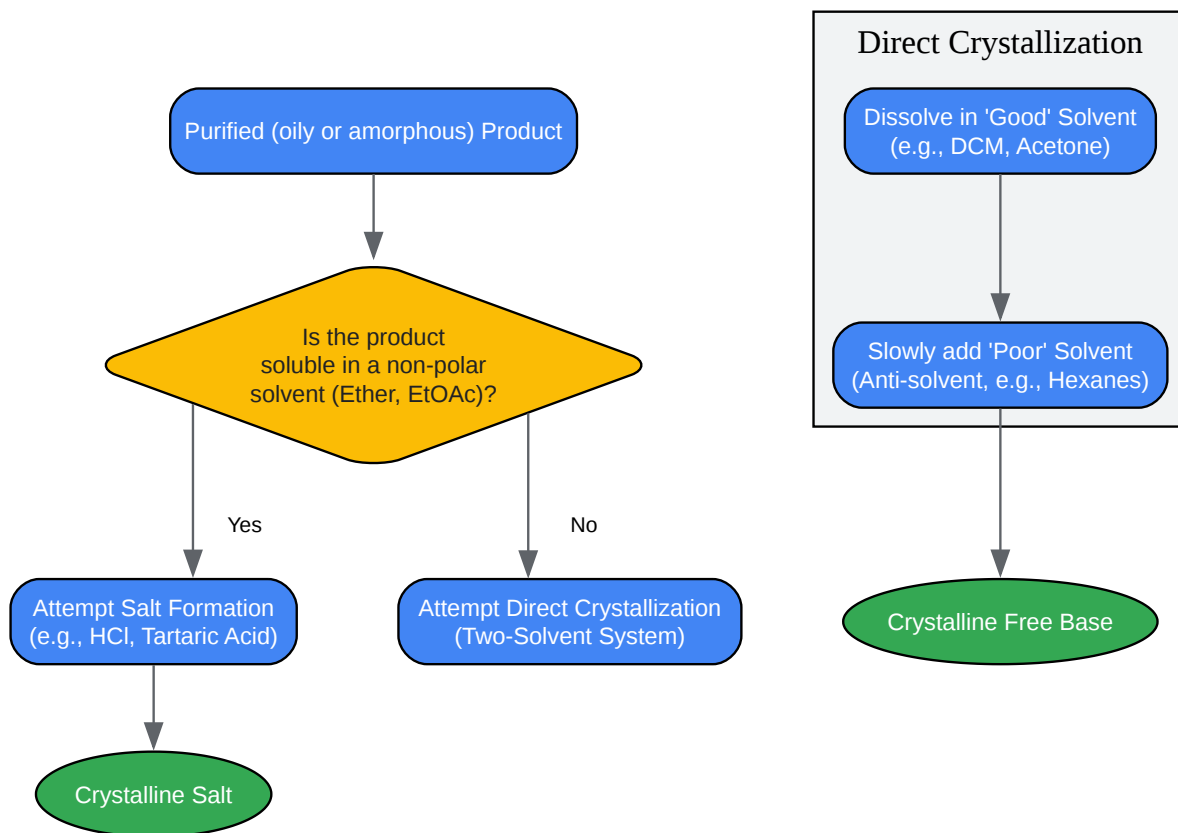 Purified (oily or amorphous) Product
Is the product
soluble in a non-polar
solvent (Ether, EtOAc)?
Yes
No
Attempt Salt Formation
(e.g., HCl, Tartaric Acid)
Attempt Direct Crystallization
(Two-Solvent System)
Crystalline Salt
Direct Crystallization
Dissolve in 'Good' Solvent
(e.g., DCM, Acetone)
Slowly add 'Poor' Solvent
(Anti-solvent, e.g., Hexanes)
Crystalline Free Base